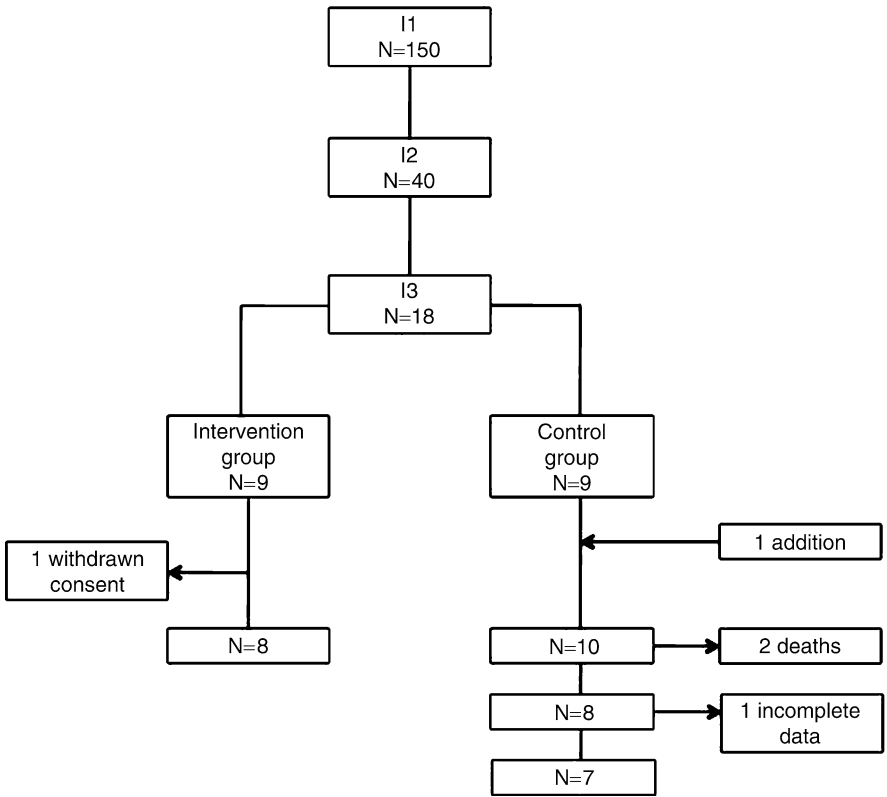 I1
N=150
I2
N=40
I3
N=18
Intervention
group
N=9
Control
group
N=9
1 addition
1 withdrawn
consent
N=8
N=10
2 deaths
N=8
1 incomplete
data
N=7